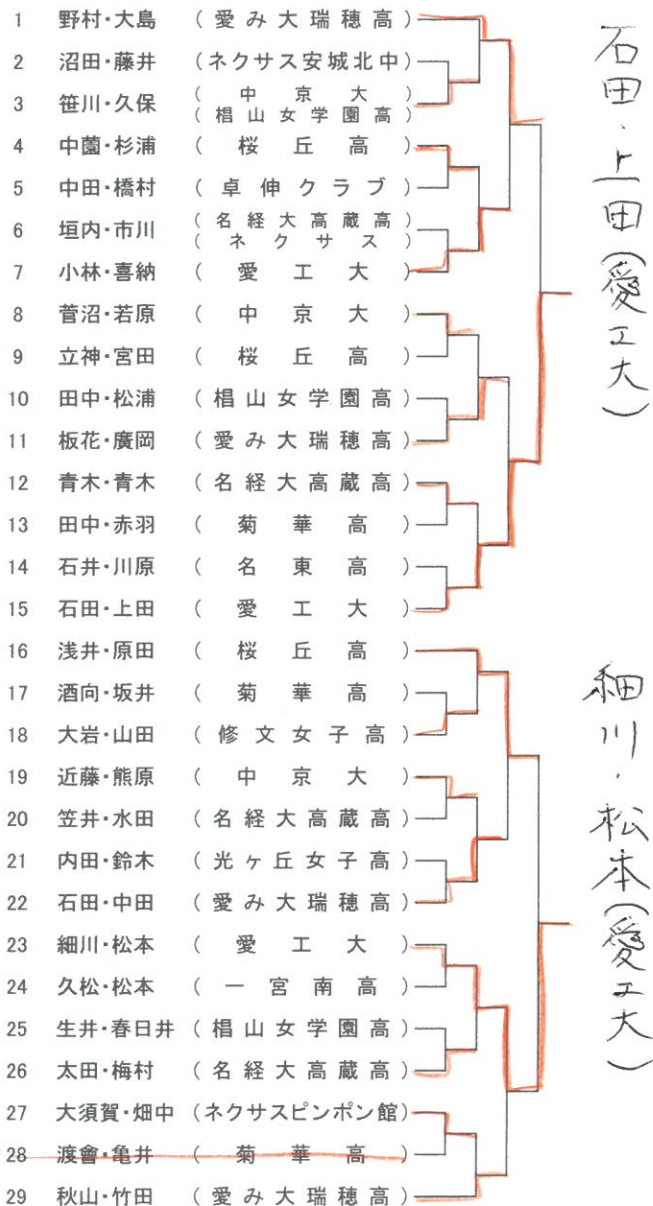 1 野村・大島 (愛み大瑞穂高)
2 沼田・藤井 (ネクサス安城北中)
3 笹川・久保 (中京大)(椙山女学園高)
4 中薗・杉浦 (桜丘高)
5 中田・橋村 (卓伸クラブ)
6 垣内・市川 (名経大高蔵高)(ネクサス)
7 小林・喜納 (愛工大)
8 菅沼・若原 (中京大)
9 立神・宮田 (桜丘高)
10 田中・松浦 (椙山女学園高)
11 板花・廣岡 (愛み大瑞穂高)
12 青木・青木 (名経大高蔵高)
13 田中・赤羽 (菊華高)
14 石井・川原 (名東高)
15 石田・上田 (愛工大)
16 浅井・原田 (桜丘高)
17 酒向・坂井 (菊華高)
18 大岩・山田 (修文女子高)
19 近藤・熊原 (中京大)
20 笠井・水田 (名経大高蔵高)
21 内田・鈴木 (光ヶ丘女子高)
22 石田・中田 (愛み大瑞穂高)
23 細川・松本 (愛工大)
24 久松・松本 (一宮南高)
25 生井・春日井 (椙山女学園高)
26 太田・梅村 (名経大高蔵高)
27 大須賀・畑中 (ネクサスピンポン館)
28 渡會・亀井 (菊華高)
29 秋山・竹田 (愛み大瑞穂高)
石田・上田(愛工大)
細川・松本(愛工大)